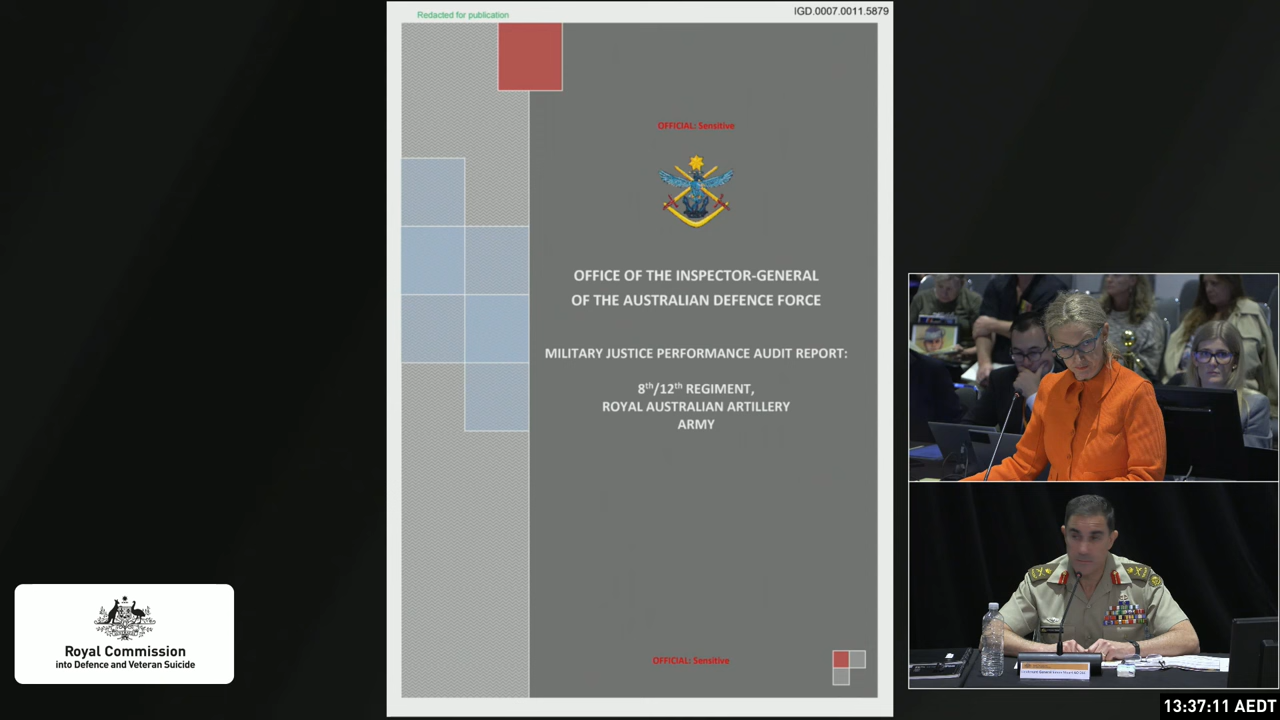 Redacted for publication
IGD.0007.0011.5879
OFFICIAL: Sensitive
OFFICE OF THE INSPECTOR-GENERAL
OF THE AUSTRALIAN DEFENCE FORCE
MILITARY JUSTICE PERFORMANCE AUDIT REPORT:
8th/12th REGIMENT,
ROYAL AUSTRALIAN ARTILLERY
ARMY
OFFICIAL: Sensitive
Royal Commission
into Defence and Veteran Suicide
13:37:11 AEDT